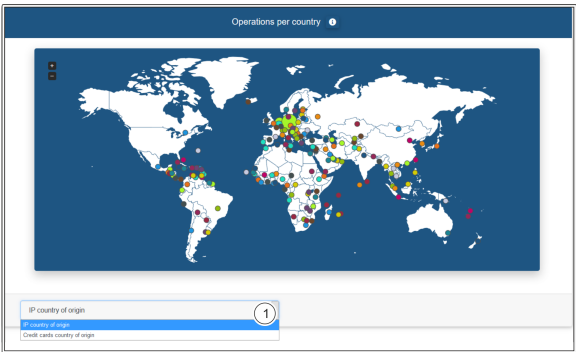 Operations per country
+
−
IP country of origin
1
IP country of origin
Credit cards country of origin